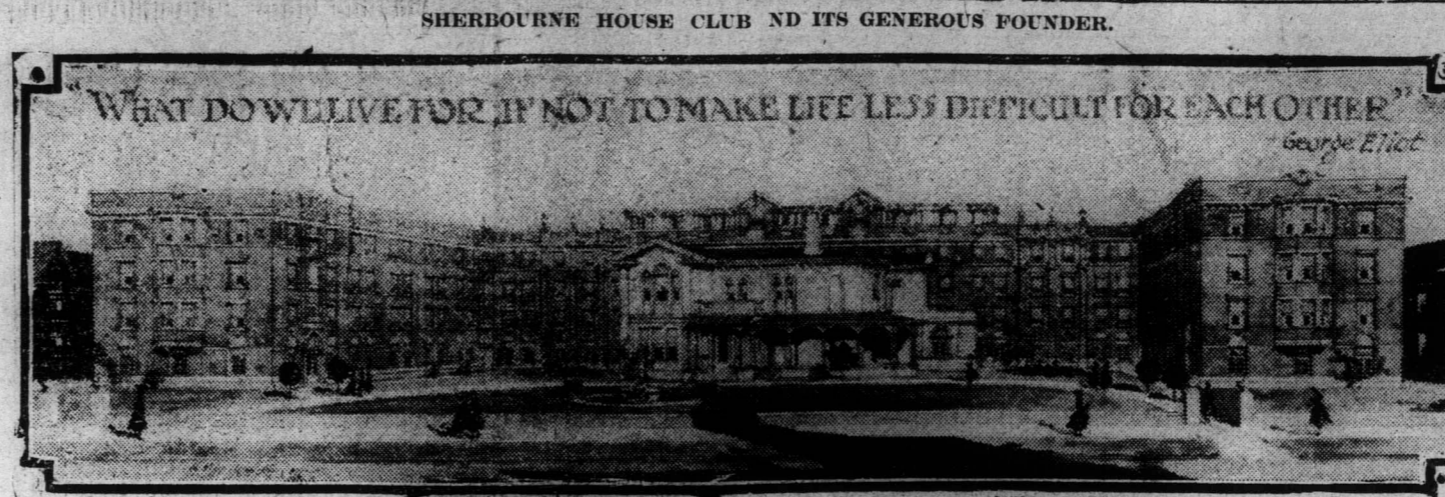 SHERBOURNE HOUSE CLUB ND ITS GENEROUS FOUNDER.
"WHAT DO WE LIVE FOR, IF NOT TO MAKE LIFE LESS DIFFICULT FOR EACH OTHER"
George Eliot